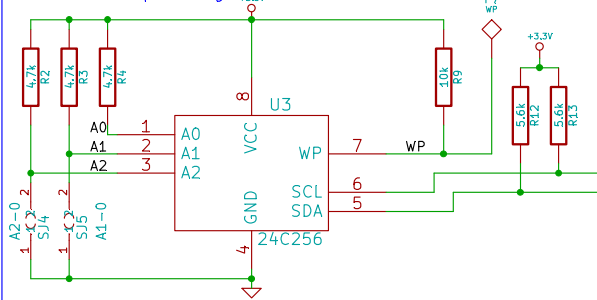 WP
+3.3V
4.7k
R2
4.7k
R3
4.7k
R4
8
U3
10k
R9
5.6k
R12
5.6k
R13
A0
1
A0
VCC
A1
2
A1
WP
7
WP
A2
3
A2
2
2
SCL
6
GND
SDA
5
A2-0
SJ4
SJ5
A1-0
1
1
4
24C256